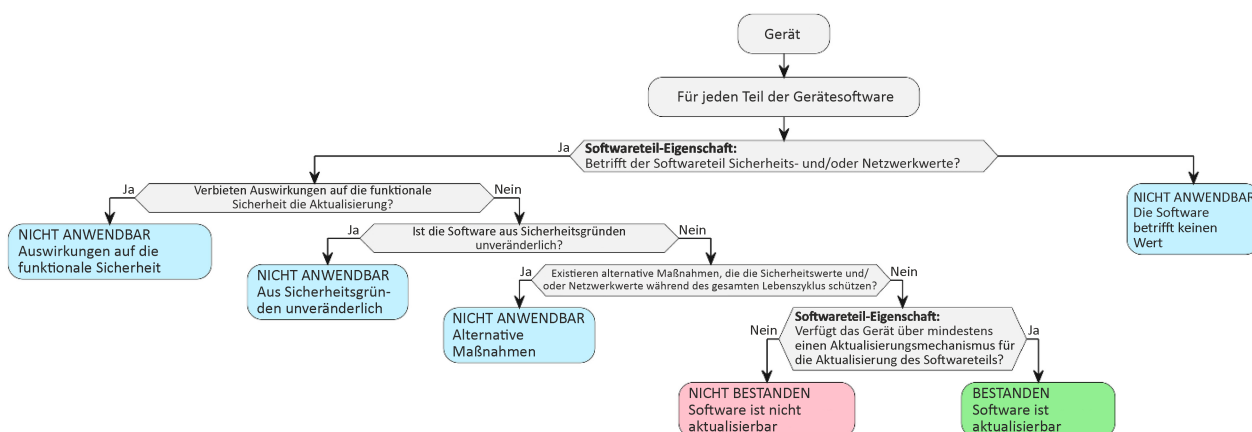 Gerät
Für jeden Teil der Gerätesoftware
Ja
Softwareteil-Eigenschaft:
Betrifft der Softwareteil Sicherheits- und/oder Netzwerkwerte?
Ja
Verbieten Auswirkungen auf die funktionale
Sicherheit die Aktualisierung?
Nein
NICHT ANWENDBAR
Die Software
betrifft keinen
Wert
NICHT ANWENDBAR
Auswirkungen auf die
funktionale Sicherheit
Ja
Ist die Software aus Sicherheitsgründen
unveränderlich?
Nein
NICHT ANWENDBAR
Aus Sicherheitsgrün-
den unveränderlich
Ja
Existieren alternative Maßnahmen, die die Sicherheitswerte und/
oder Netzwerkwerte während des gesamten Lebenszyklus schützen?
Nein
NICHT ANWENDBAR
Alternative
Maßnahmen
Nein
Softwareteil-Eigenschaft:
Verfügt das Gerät über mindestens
einen Aktualisierungsmechanismus für
die Aktualisierung des Softwareteils?
Ja
NICHT BESTANDEN
Software ist nicht
aktualisierbar
BESTANDEN
Software ist
aktualisierbar